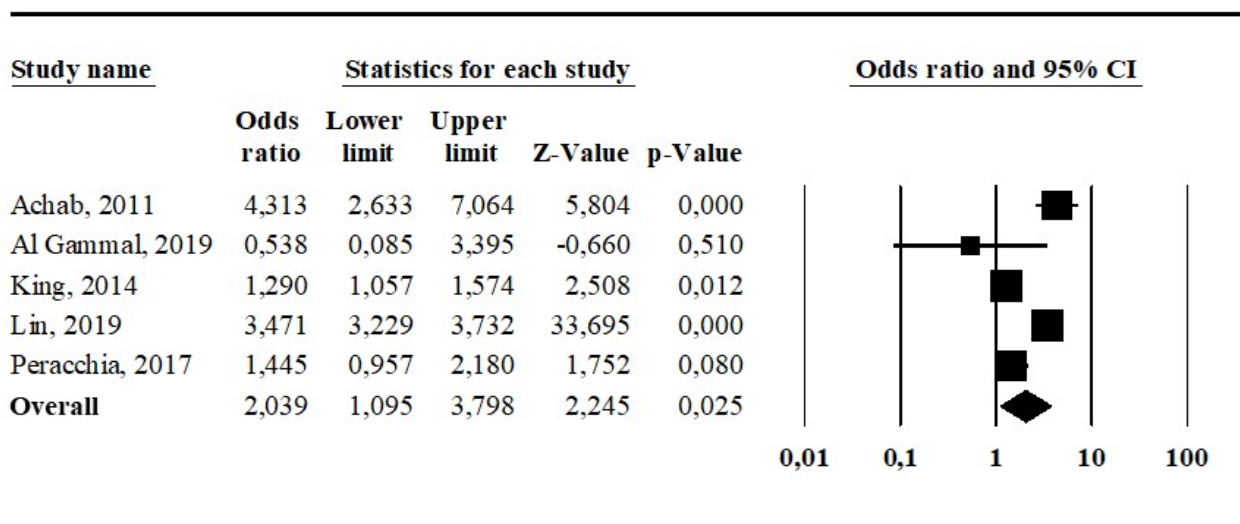 Study name Statistics for each study Odds ratio and 95% CI
Odds Lower Upper
ratio limit limit Z-Value p-Value
Achab, 2011 4,313 2,633 7,064 5,804 0,000
Al Gammal, 2019 0,538 0,085 3,395 -0,660 0,510
King, 2014 1,290 1,057 1,574 2,508 0,012
Lin, 2019 3,471 3,229 3,732 33,695 0,000
Peracchia, 2017 1,445 0,957 2,180 1,752 0,080
Overall 2,039 1,095 3,798 2,245 0,025
0,01 0,1 1 10 100